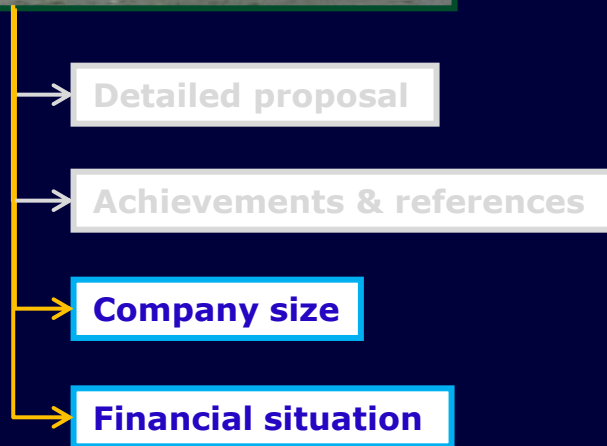 Detailed proposal
Achievements & references
Company size
Financial situation